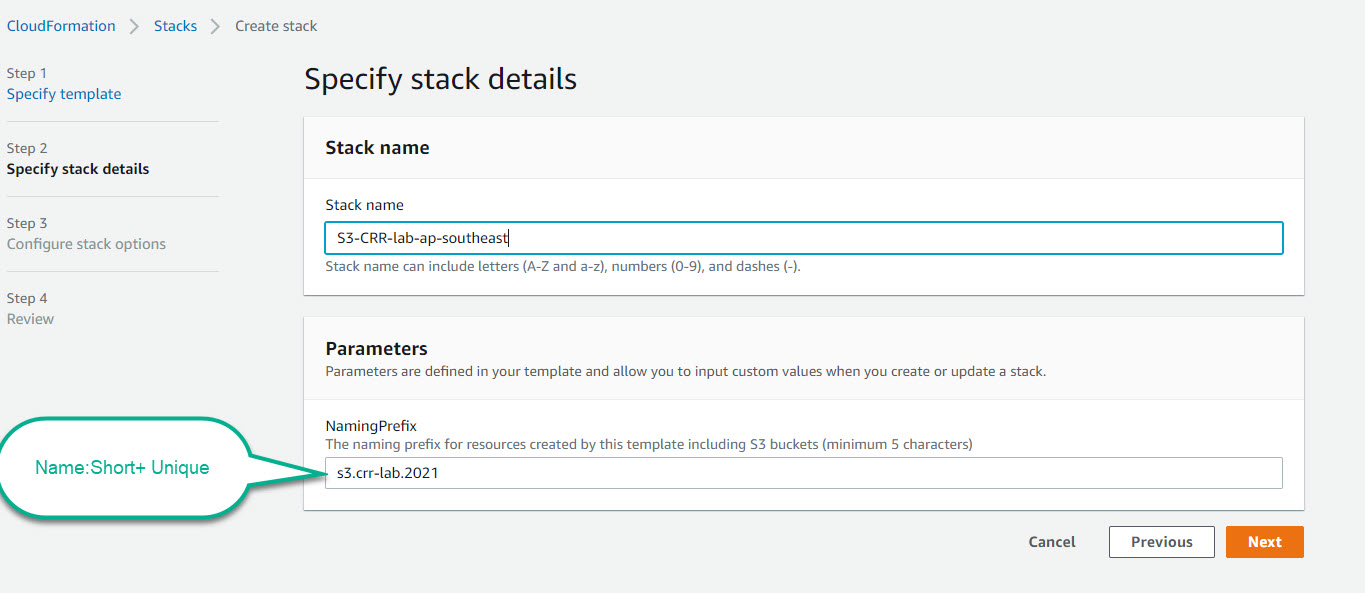 CloudFormation > Stacks > Create stack
Step 1
Specify template
Step 2
Specify stack details
Step 3
Configure stack options
Step 4
Review
Specify stack details
Stack name
Stack name
S3-CRR-lab-ap-southeast
Stack name can include letters (A-Z and a-z), numbers (0-9), and dashes (-).
Parameters
Parameters are defined in your template and allow you to input custom values when you create or update a stack.
NamingPrefix
The naming prefix for resources created by this template including S3 buckets (minimum 5 characters)
Name:Short+ Unique
s3.crr-lab.2021
Cancel Previous Next